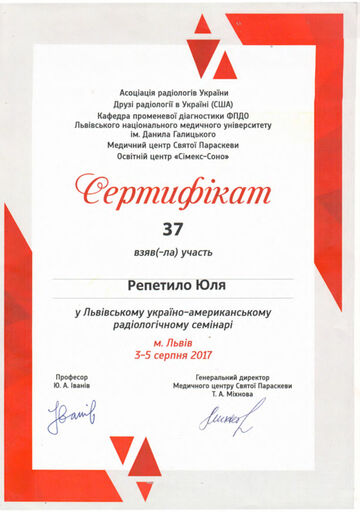 Асоціація радіологів України
Друзі радіології в Україні (США)
Кафедра променевої діагностики ФПДО
Львівського національного медичного університету
ім. Данила Галицького
Медичний центр Святої Параскеви
Освітній центр «Сімекс-Соно»
Сертифікат
37
взяв(-ла) участь
Репетило Юля
у Львівському україно-американському
радіологічному семінарі
м. Львів
3-5 серпня 2017
Професор
Ю. А. Іванів
Генеральний директор
Медичного центру Святої Параскеви
Т. А. Міхнова